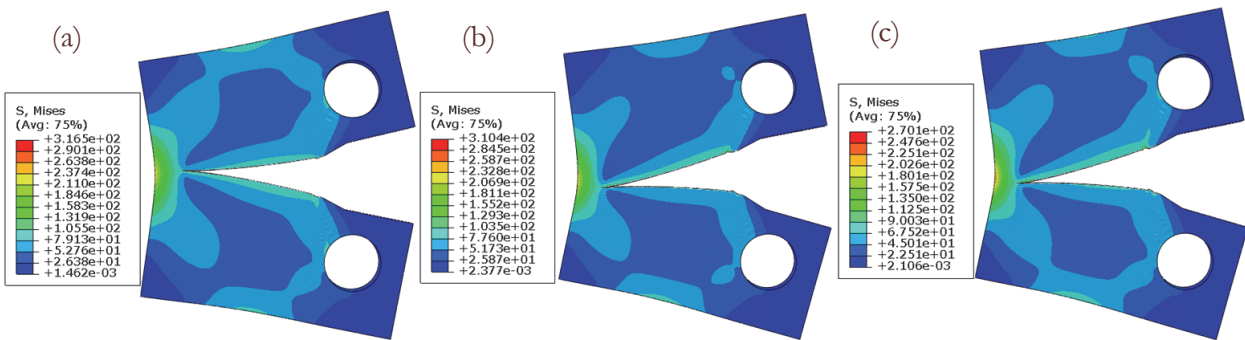 (a)
S, Mises
(Avg: 75%)
+3.165e+02
+2.901e+02
+2.638e+02
+2.374e+02
+2.110e+02
+1.846e+02
+1.583e+02
+1.319e+02
+1.055e+02
+7.913e+01
+5.276e+01
+2.638e+01
+1.462e-03
(b)
S, Mises
(Avg: 75%)
+3.104e+02
+2.845e+02
+2.587e+02
+2.328e+02
+2.069e+02
+1.811e+02
+1.552e+02
+1.293e+02
+1.035e+02
+7.760e+01
+5.173e+01
+2.587e+01
+2.377e-03
(c)
S, Mises
(Avg: 75%)
+2.701e+02
+2.476e+02
+2.251e+02
+2.026e+02
+1.801e+02
+1.575e+02
+1.350e+02
+1.125e+02
+9.003e+01
+6.752e+01
+4.501e+01
+2.251e+01
+2.106e-03